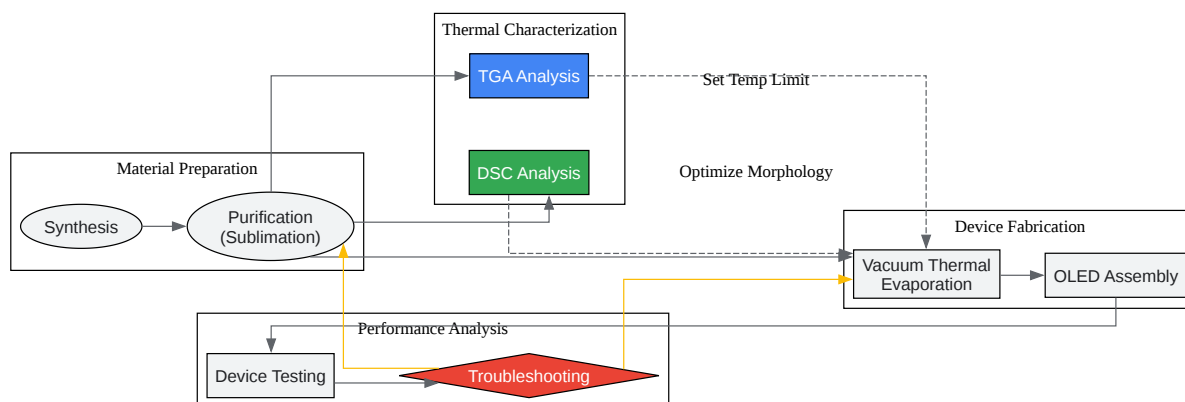 Thermal Characterization
TGA Analysis
Set Temp Limit
DSC Analysis
Optimize Morphology
Material Preparation
Synthesis
Purification
(Sublimation)
Device Fabrication
Vacuum Thermal
Evaporation
OLED Assembly
Performance Analysis
Device Testing
Troubleshooting